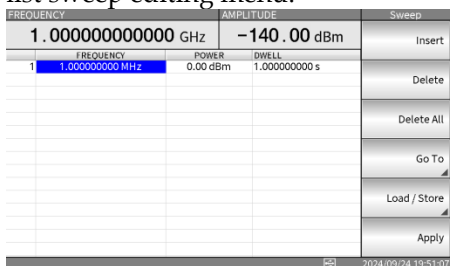 list sweep editing menu.
FREQUENCY AMPLITUDE Sweep
1.000000000000 GHz -140.00 dBm Insert
FREQUENCY POWER DWELL
1 1.000000000 MHz 0.00 dBm 1.000000000 s
Delete
Delete All
Go To
Load / Store
Apply
2024/09/24 19:51:07